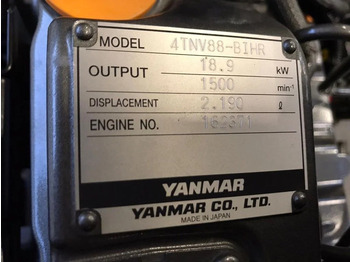 MODEL 4TNV88-BIHR
OUTPUT 18.9 kW
1500 min⁻¹
DISPLACEMENT 2.190 ℓ
ENGINE NO.
YANMAR
YANMAR CO., LTD.
MADE IN JAPAN